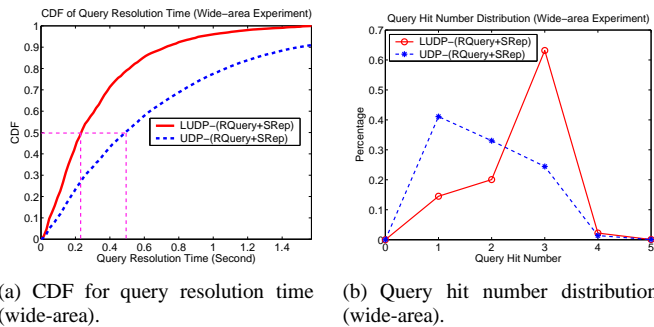 CDF of Query Resolution Time (Wide-area Experiment)
1
0.9
0.8
0.7
0.6
0.5
0.4
0.3
0.2
0.1
0
CDF
LUDP-(RQuery+SRep)
UDP-(RQuery+SRep)
0 0.2 0.4 0.6 0.8 1.0 1.2 1.4
Query Resolution Time (Second)
(a) CDF for query resolution time
(wide-area).
Query Hit Number Distribution (Wide-area Experiment)
0.7
0.6
0.5
0.4
0.3
0.2
0.1
0
Percentage
LUDP-(RQuery+SRep)
UDP-(RQuery+SRep)
0 1 2 3 4 5
Query Hit Number
(b) Query hit number distribution
(wide-area).